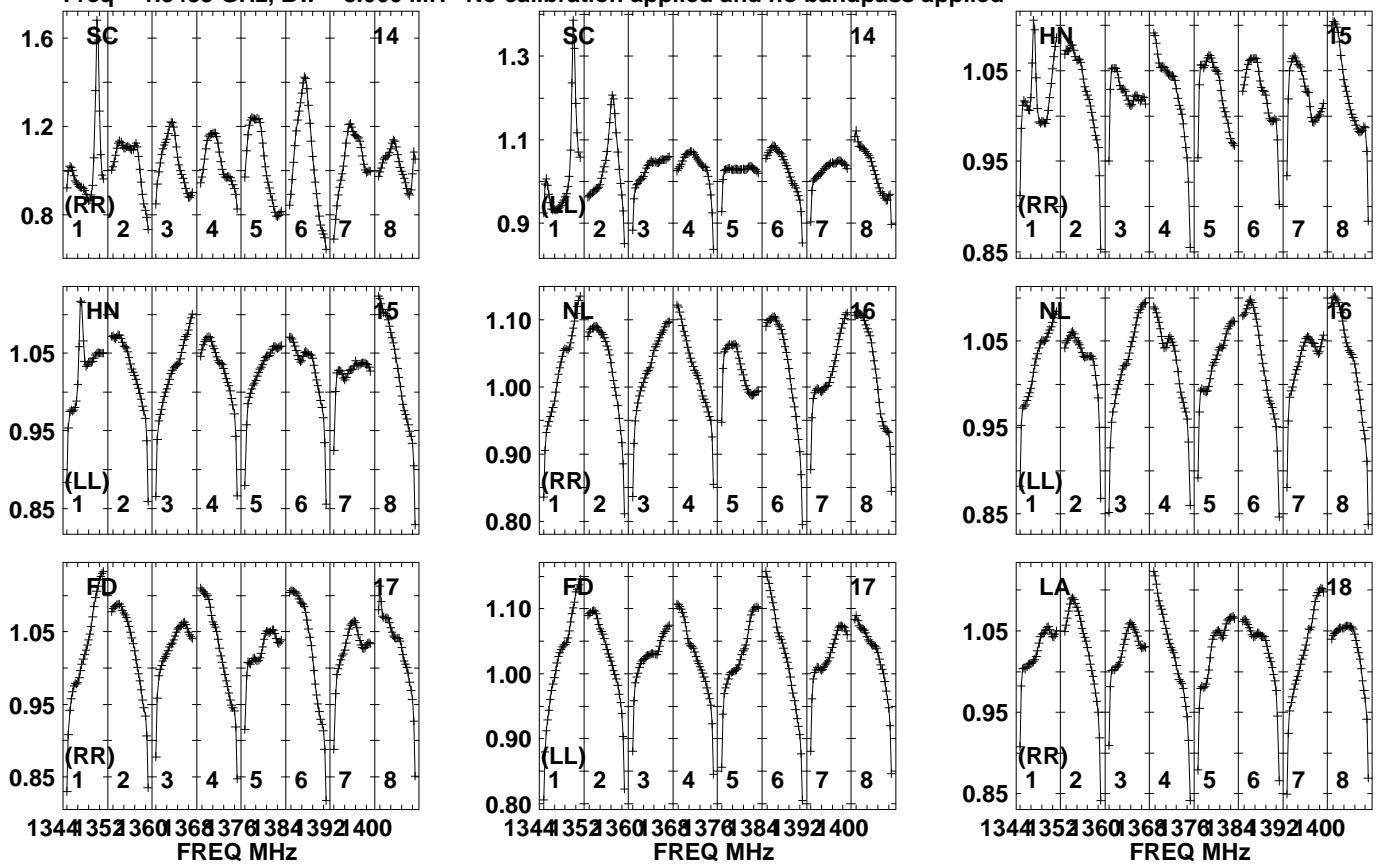 1.6 SC 14
1.2
0.8
(RR)
1 2 3 4 5 6 7 8
SC 14
1.3
1.1
0.9
(LL)
1 2 3 4 5 6 7 8
HN 15
1.05
0.95
0.85
(RR)
1 2 3 4 5 6 7 8
HN 15
1.05
0.95
0.85
(LL)
1 2 3 4 5 6 7 8
NL 16
1.10
1.00
0.90
0.80
(RR)
1 2 3 4 5 6 7 8
NL 16
1.05
0.95
0.85
(LL)
1 2 3 4 5 6 7 8
FD 17
1.05
0.95
0.85
(RR)
1 2 3 4 5 6 7 8
1344 1352 1360 1368 1376 1384 1392 1400
FREQ MHz
FD 17
1.10
1.00
0.90
0.80
(LL)
1 2 3 4 5 6 7 8
1344 1352 1360 1368 1376 1384 1392 1400
FREQ MHz
LA 18
1.05
0.95
0.85
(RR)
1 2 3 4 5 6 7 8
1344 1352 1360 1368 1376 1384 1392 1400
FREQ MHz